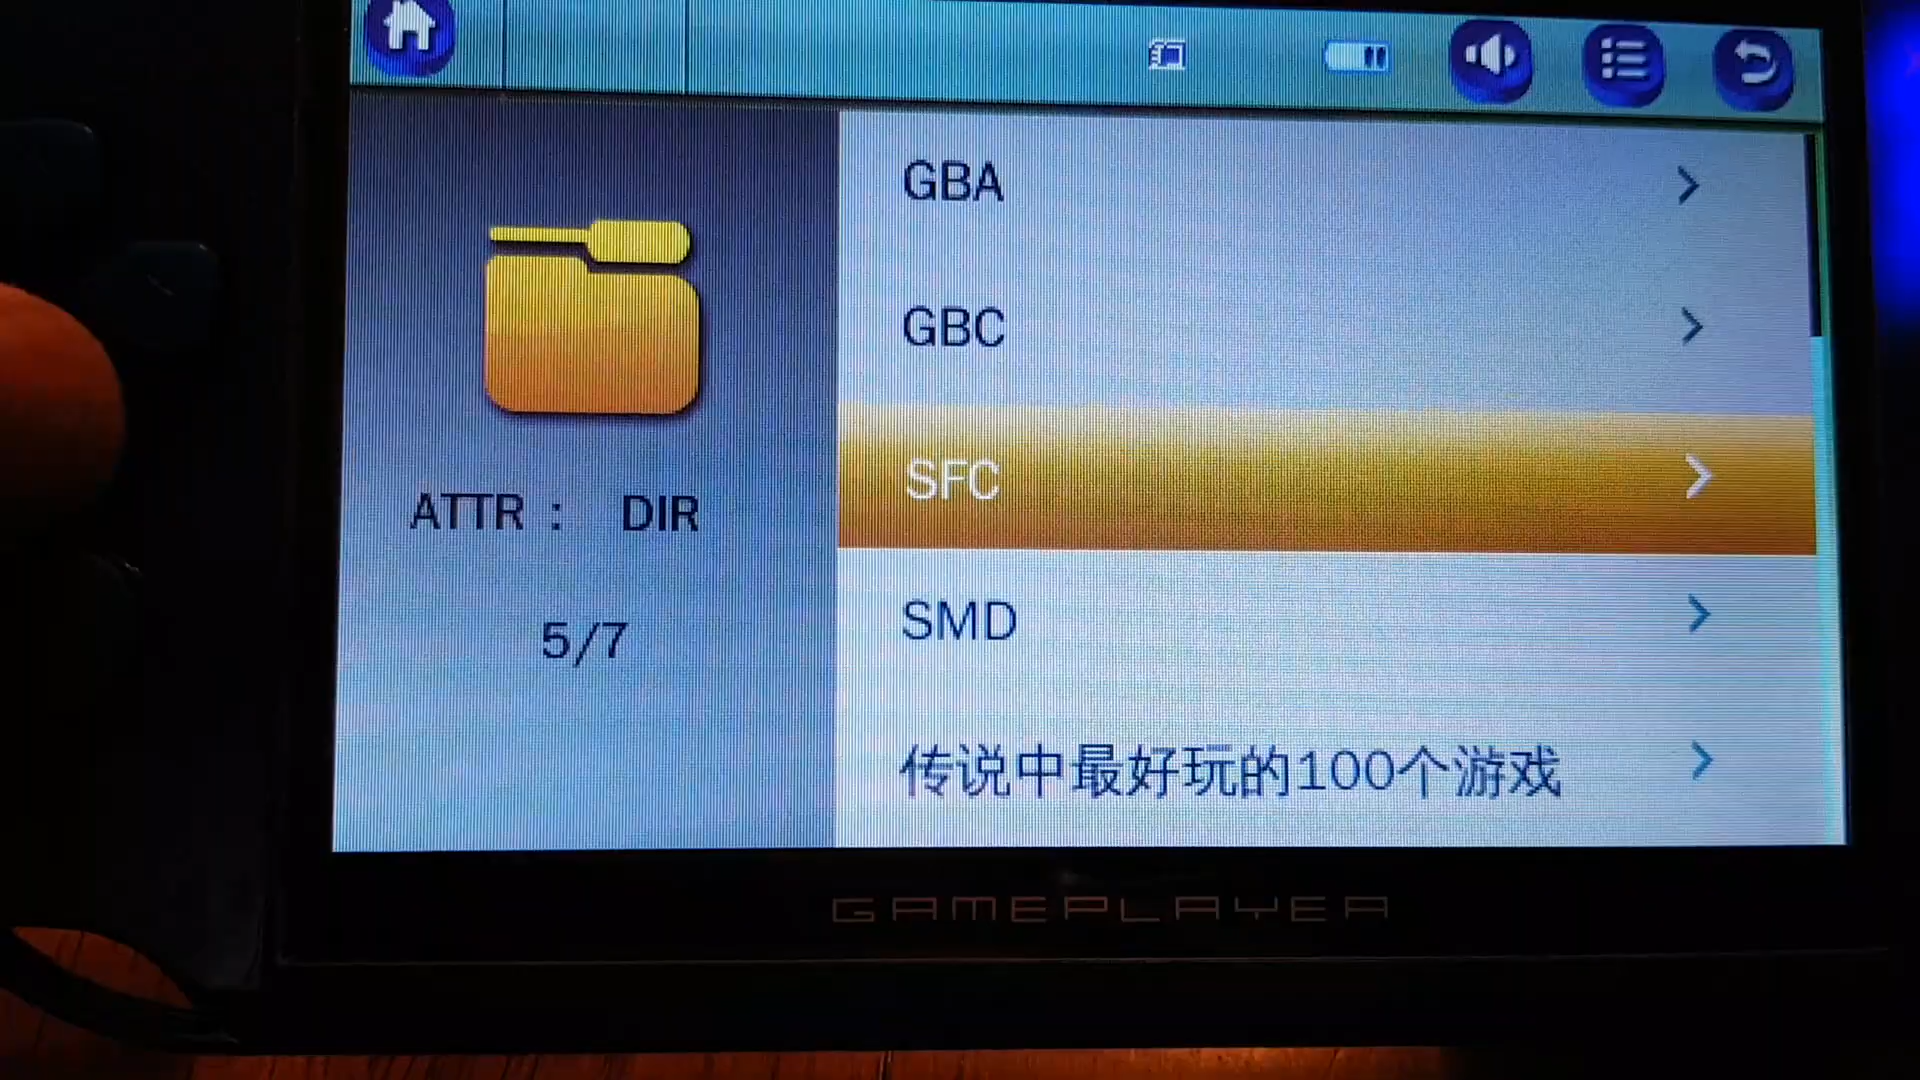 GBA
GBC
SFC
SMD
传说中最好玩的100个游戏
ATTR : DIR
5/7
GAMEPLAYER